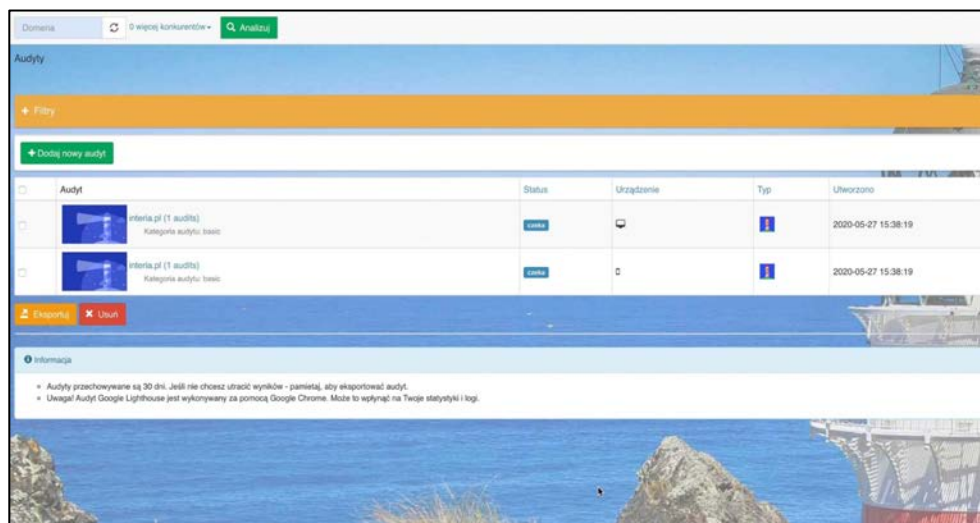 Domena 0 więcej konkurentów Analizuj
Audyty
+ Filtry
+ Dodaj nowy audyt
Audyt Status Urządzenie Typ Utworzono
interia.pl (1 audits) czeka 2020-05-27 15:38:19
Kategoria audytu: basic
interia.pl (1 audits) czeka 2020-05-27 15:38:19
Kategoria audytu: basic
Eksportuj Usuń
Informacja
Audyty przechowywane są 30 dni. Jeśli nie chcesz utracić wyników - pamietaj, aby eksportować audyt.
Uwaga! Audyt Google Lighthouse jest wykonywany za pomocą Google Chrome. Może to wpłynąć na Twoje statystyki i logi.